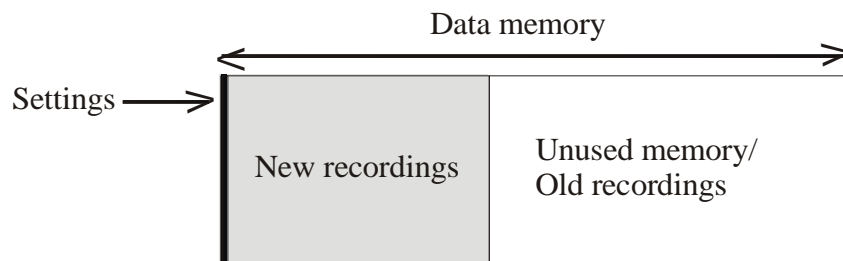 Data memory
Settings
New recordings
Unused memory/
Old recordings